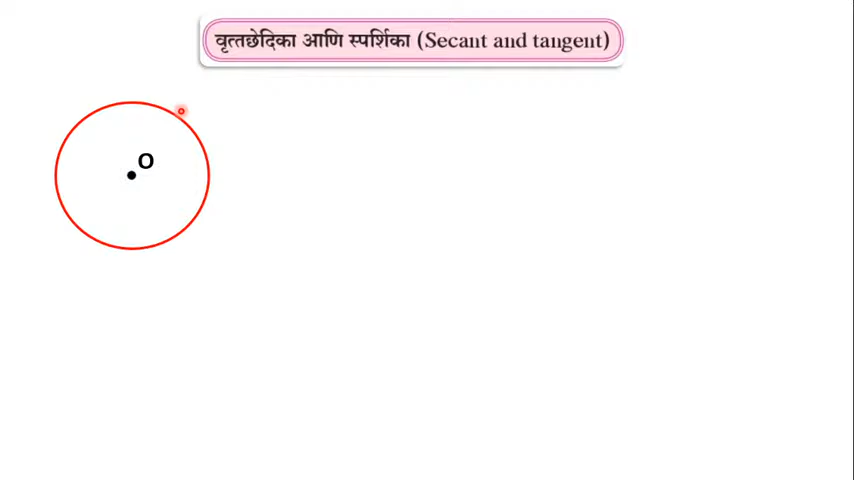 वृत्तछेदिका आणि स्पर्शिका (Secant and tangent)
O